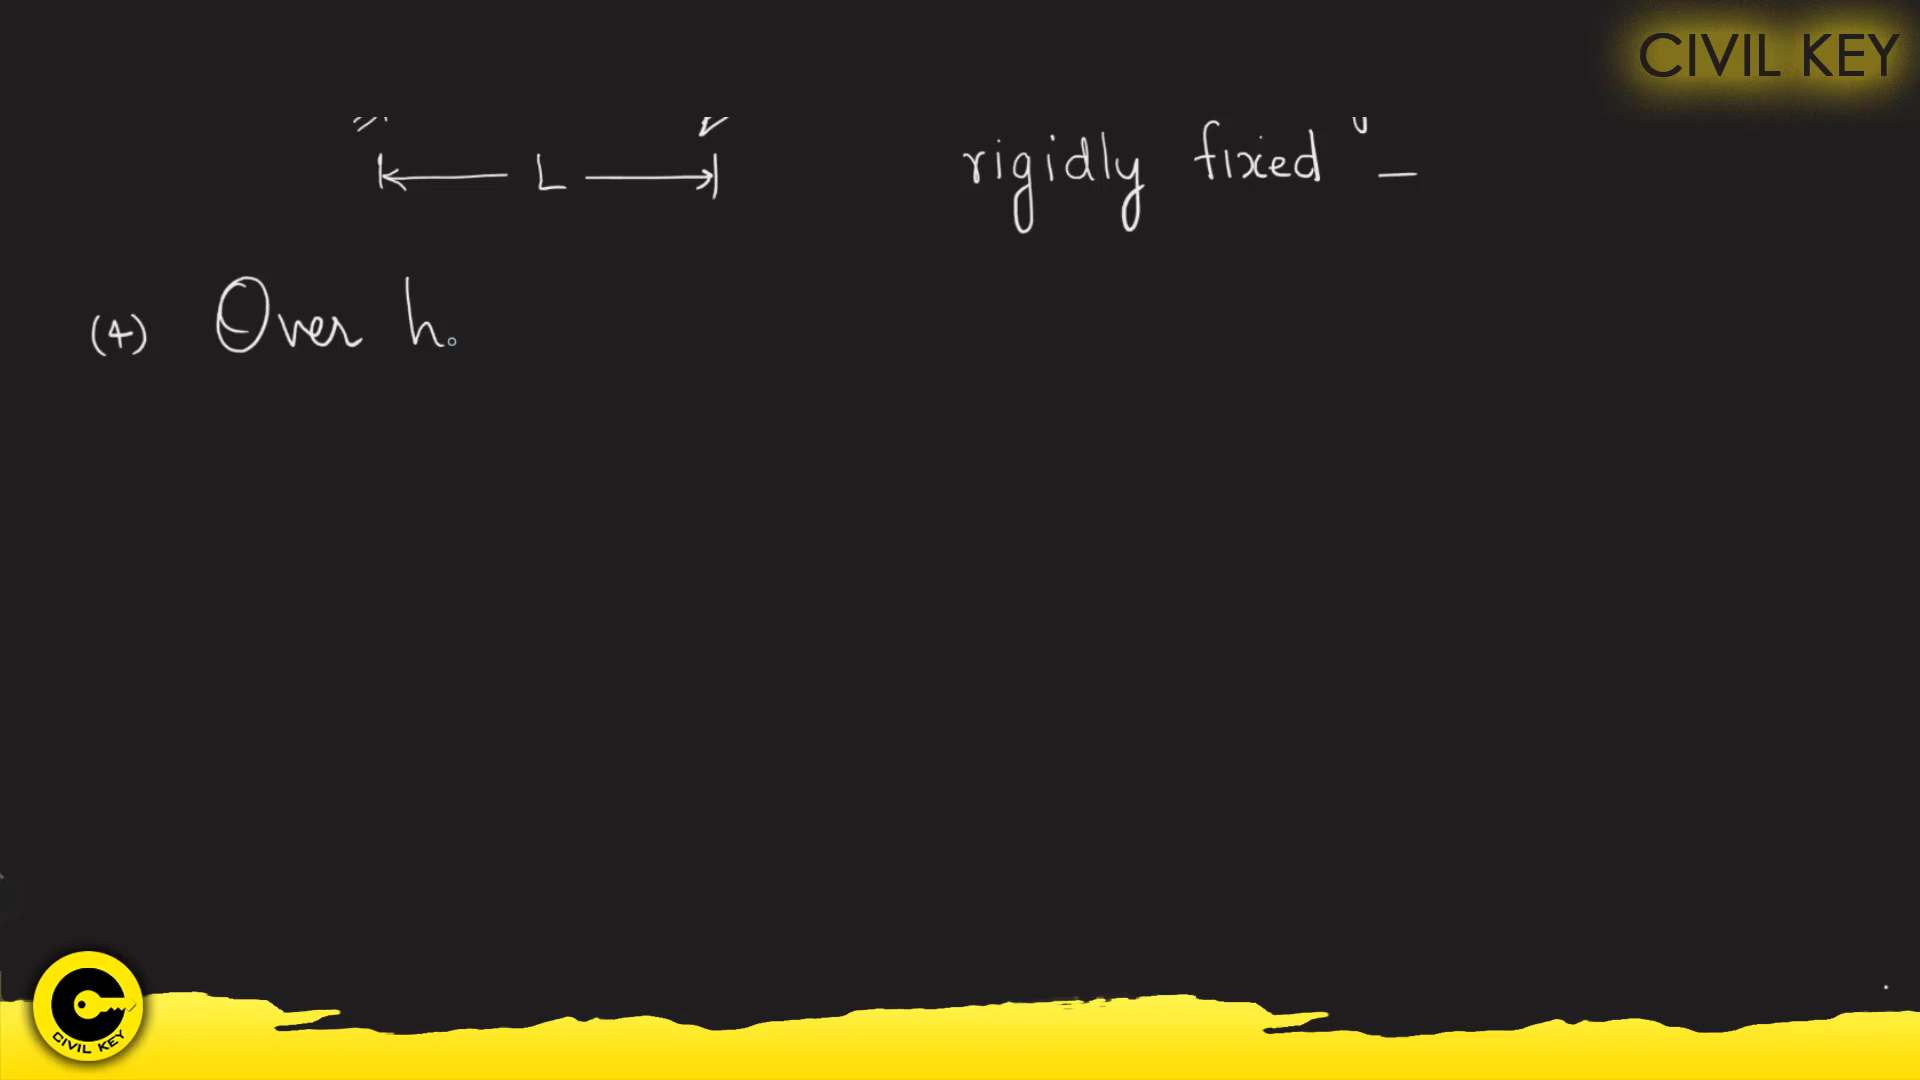 CIVIL KEY
L
rigidly fixed –
(4) Over h
CIVIL KEY